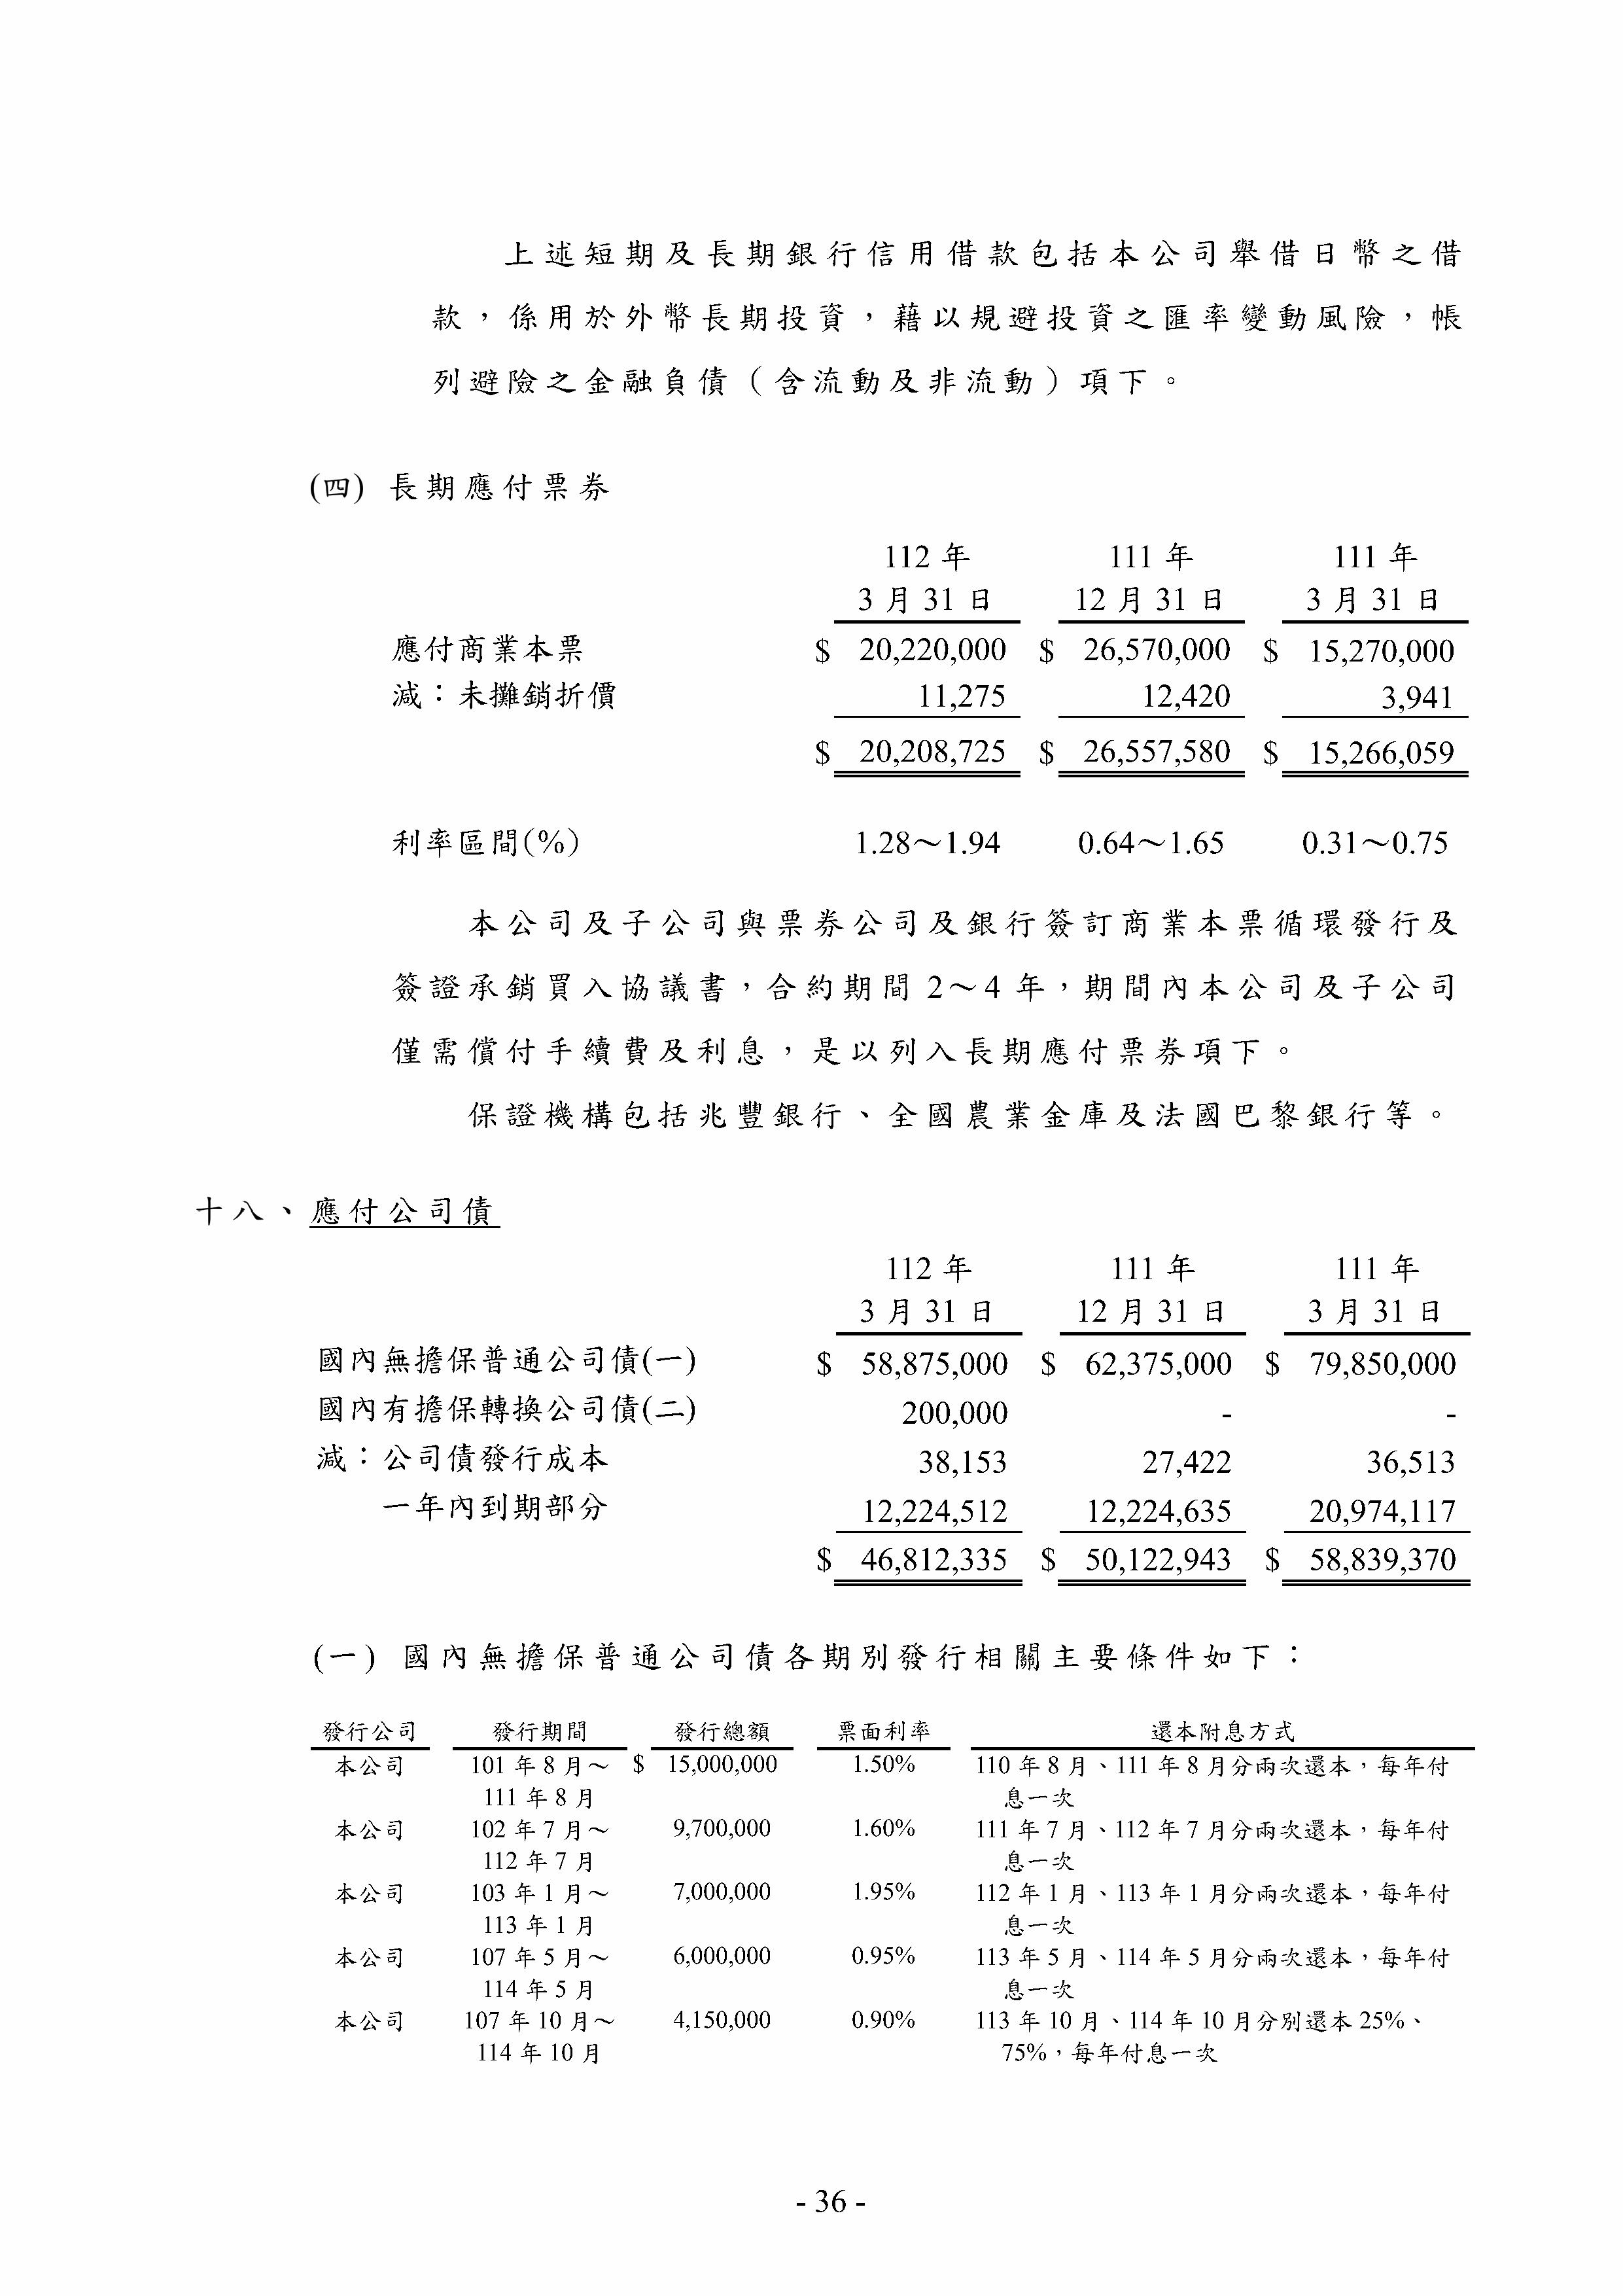 上述短期及長期銀行信用借款包括本公司舉借日幣之借
款，係用於外幣長期投資，藉以規避投資之匯率變動風險，帳
列避險之金融負債（含流動及非流動）項下。
(四) 長期應付票券
112 年 111 年 111 年
3 月 31 日 12 月 31 日 3 月 31 日
應付商業本票 $ 20,220,000 $ 26,570,000 $ 15,270,000
減：未攤銷折價 11,275 12,420 3,941
$ 20,208,725 $ 26,557,580 $ 15,266,059
利率區間(%) 1.28～1.94 0.64～1.65 0.31～0.75
本公司及子公司與票券公司及銀行簽訂商業本票循環發行及
簽證承銷買入協議書，合約期間 2～4 年，期間內本公司及子公司
僅需償付手續費及利息，是以列入長期應付票券項下。
保證機構包括兆豐銀行、全國農業金庫及法國巴黎銀行等。
十八、應付公司債
112 年 111 年 111 年
3 月 31 日 12 月 31 日 3 月 31 日
國內無擔保普通公司債(一) $ 58,875,000 $ 62,375,000 $ 79,850,000
國內有擔保轉換公司債(二) 200,000 - -
減：公司債發行成本 38,153 27,422 36,513
一年內到期部分 12,224,512 12,224,635 20,974,117
$ 46,812,335 $ 50,122,943 $ 58,839,370
(一) 國內無擔保普通公司債各期別發行相關主要條件如下：
發行公司 發行期間 發行總額 票面利率 還本附息方式
本公司 101 年 8 月～ $ 15,000,000 1.50% 110 年 8 月、111 年 8 月分兩次還本，每年付
111 年 8 月 息一次
本公司 102 年 7 月～ 9,700,000 1.60% 111 年 7 月、112 年 7 月分兩次還本，每年付
112 年 7 月 息一次
本公司 103 年 1 月～ 7,000,000 1.95% 112 年 1 月、113 年 1 月分兩次還本，每年付
113 年 1 月 息一次
本公司 107 年 5 月～ 6,000,000 0.95% 113 年 5 月、114 年 5 月分兩次還本，每年付
114 年 5 月 息一次
本公司 107 年 10 月～ 4,150,000 0.90% 113 年 10 月、114 年 10 月分別還本 25%、
114 年 10 月 75%，每年付息一次
- 36 -